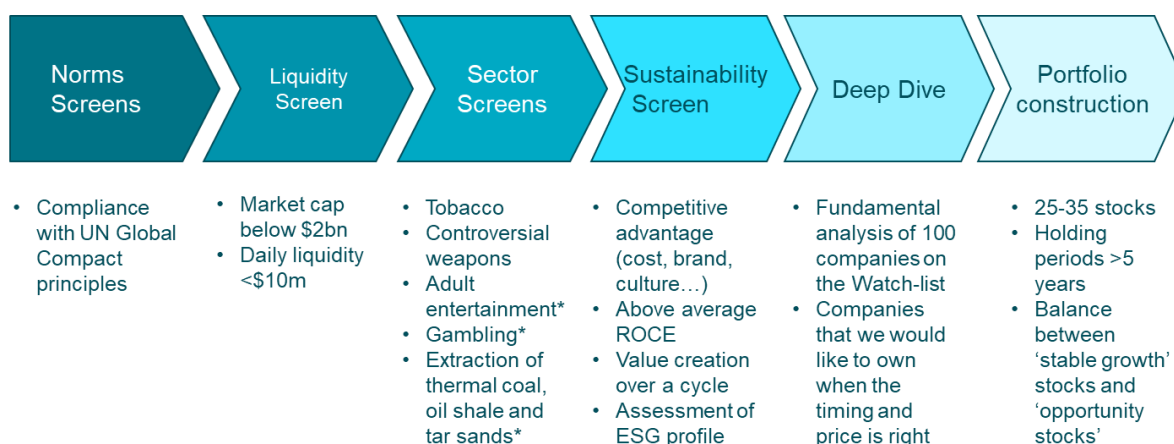 Norms
Screens
Liquidity
Screen
Sector
Screens
Sustainability
Screen
Deep Dive
Portfolio
construction
• Compliance
with UN Global
Compact
principles
• Market cap
below $2bn
• Daily liquidity
<$10m
• Tobacco
• Controversial
weapons
• Adult
entertainment*
• Gambling*
• Extraction of
thermal coal,
oil shale and
tar sands*
• Competitive
advantage
(cost, brand,
culture…)
• Above average
ROCE
• Value creation
over a cycle
• Assessment of
ESG profile
• Fundamental
analysis of 100
companies on
the Watch-list
• Companies
that we would
like to own
when the
timing and
price is right
• 25-35 stocks
• Holding
periods >5
years
• Balance
between
‘stable growth’
stocks and
‘opportunity
stocks’